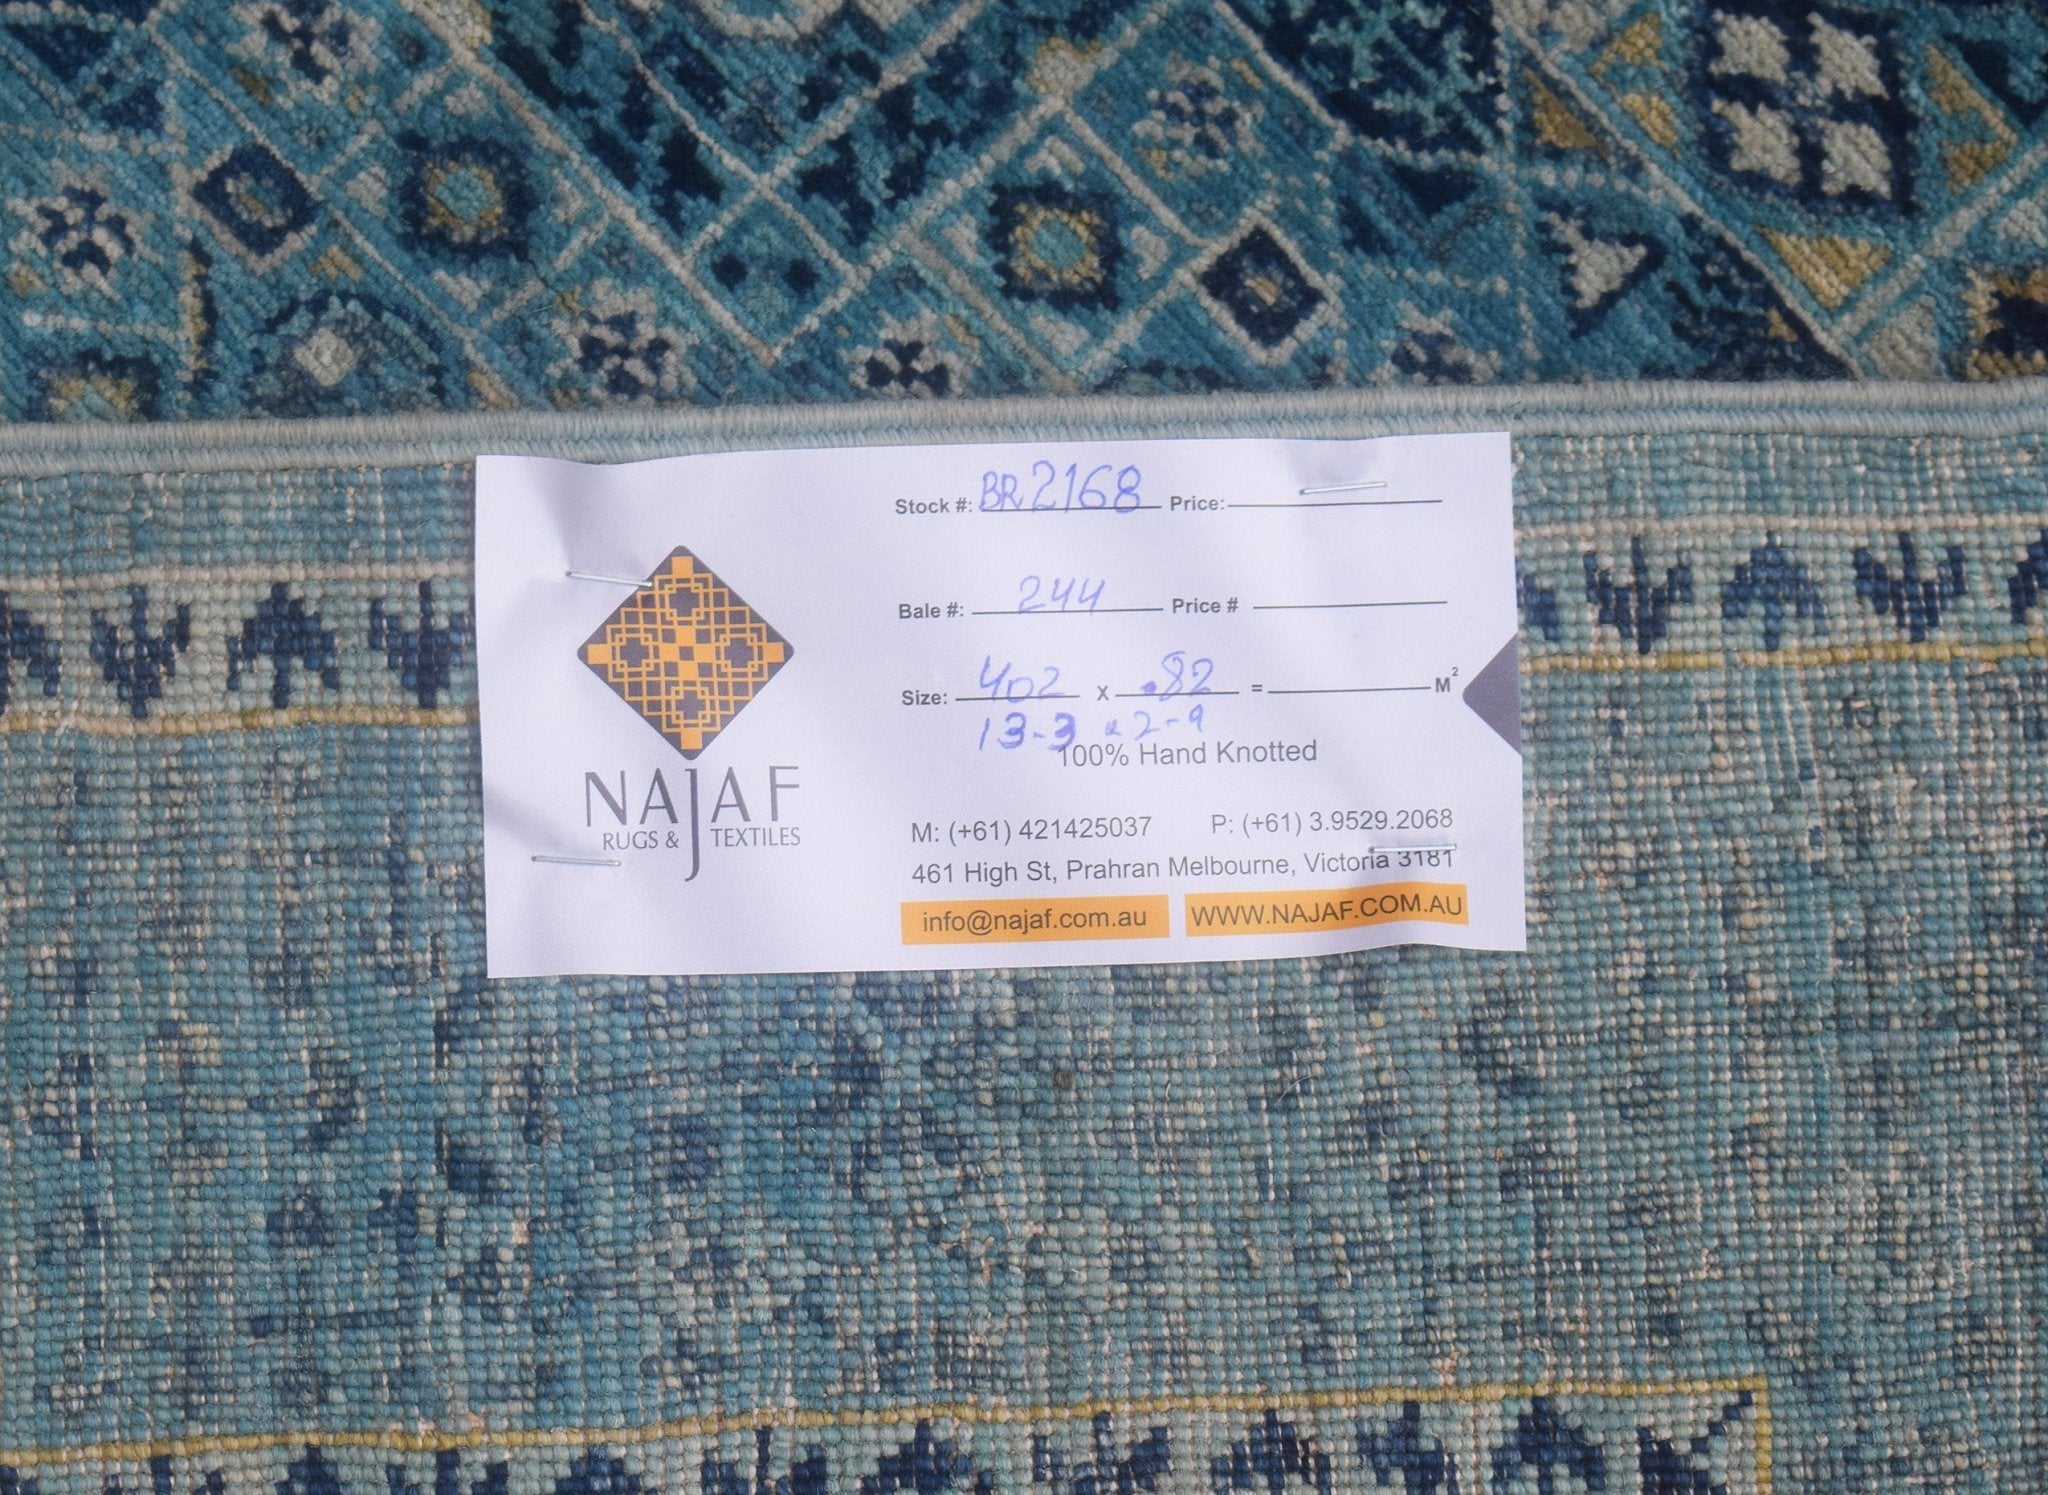 NAJAF
RUGS & TEXTILES
Stock #: BR2168 Price:
Bale #: 244 Price #
Size: 402 x .82 = M²
13-3 x 2-9
100% Hand Knotted
M: (+61) 421425037 P: (+61) 3.9529.2068
461 High St, Prahran Melbourne, Victoria 3181
info@najaf.com.au WWW.NAJAF.COM.AU